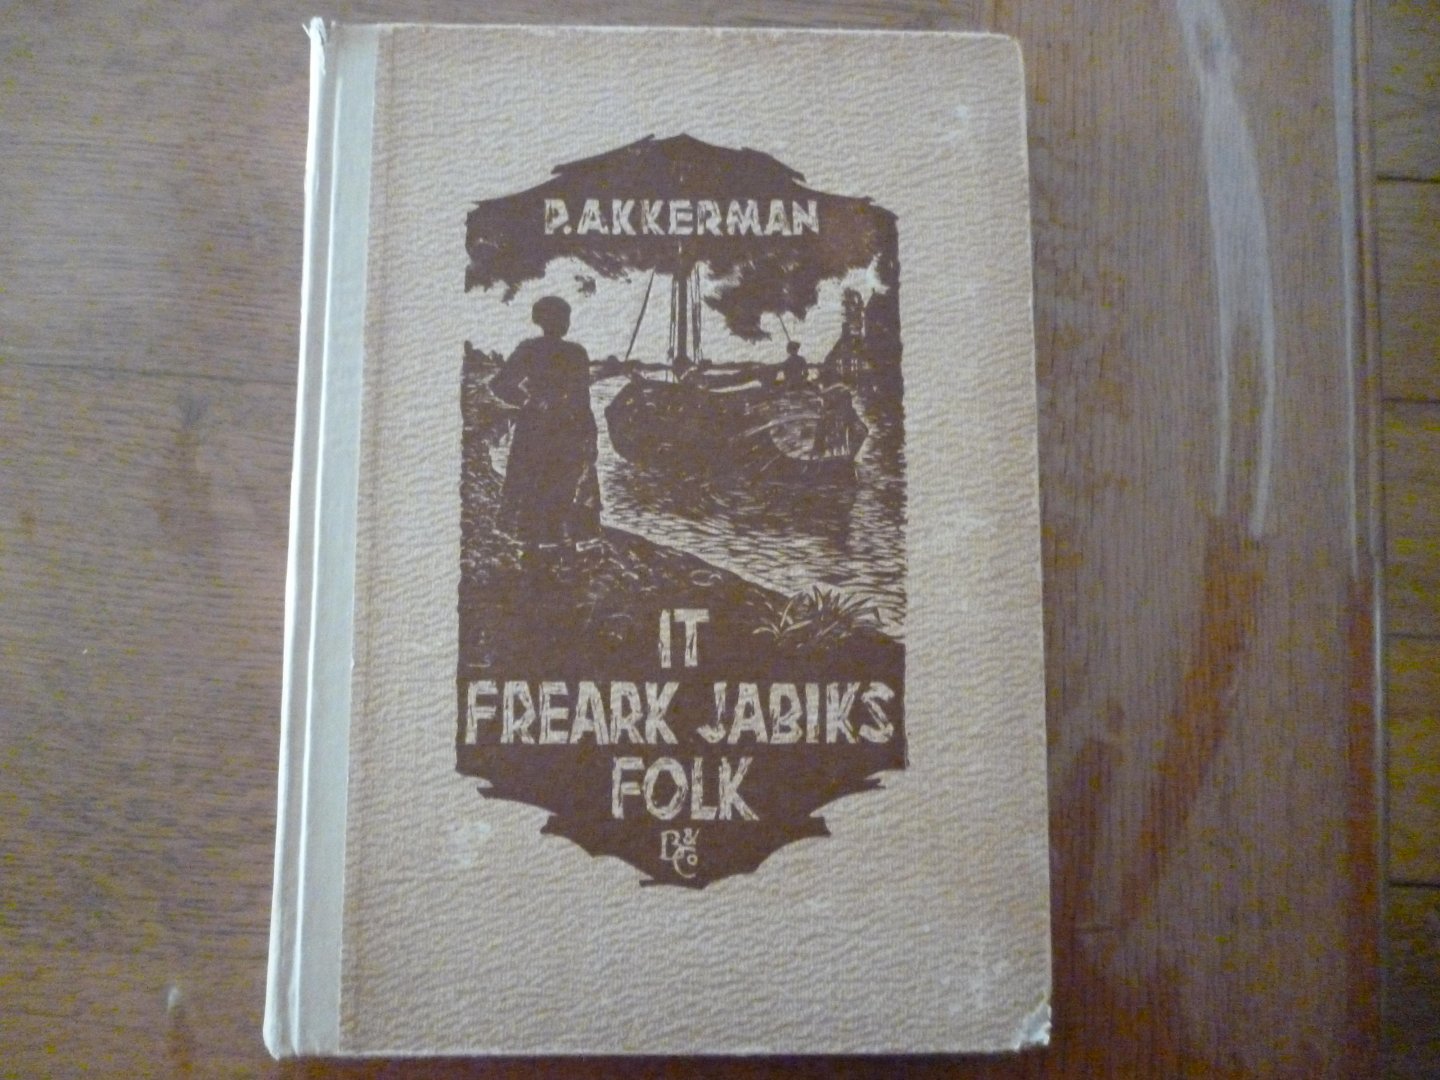 P. AKKERMAN
IT
FREARK JABIKS
FOLK
B & Co